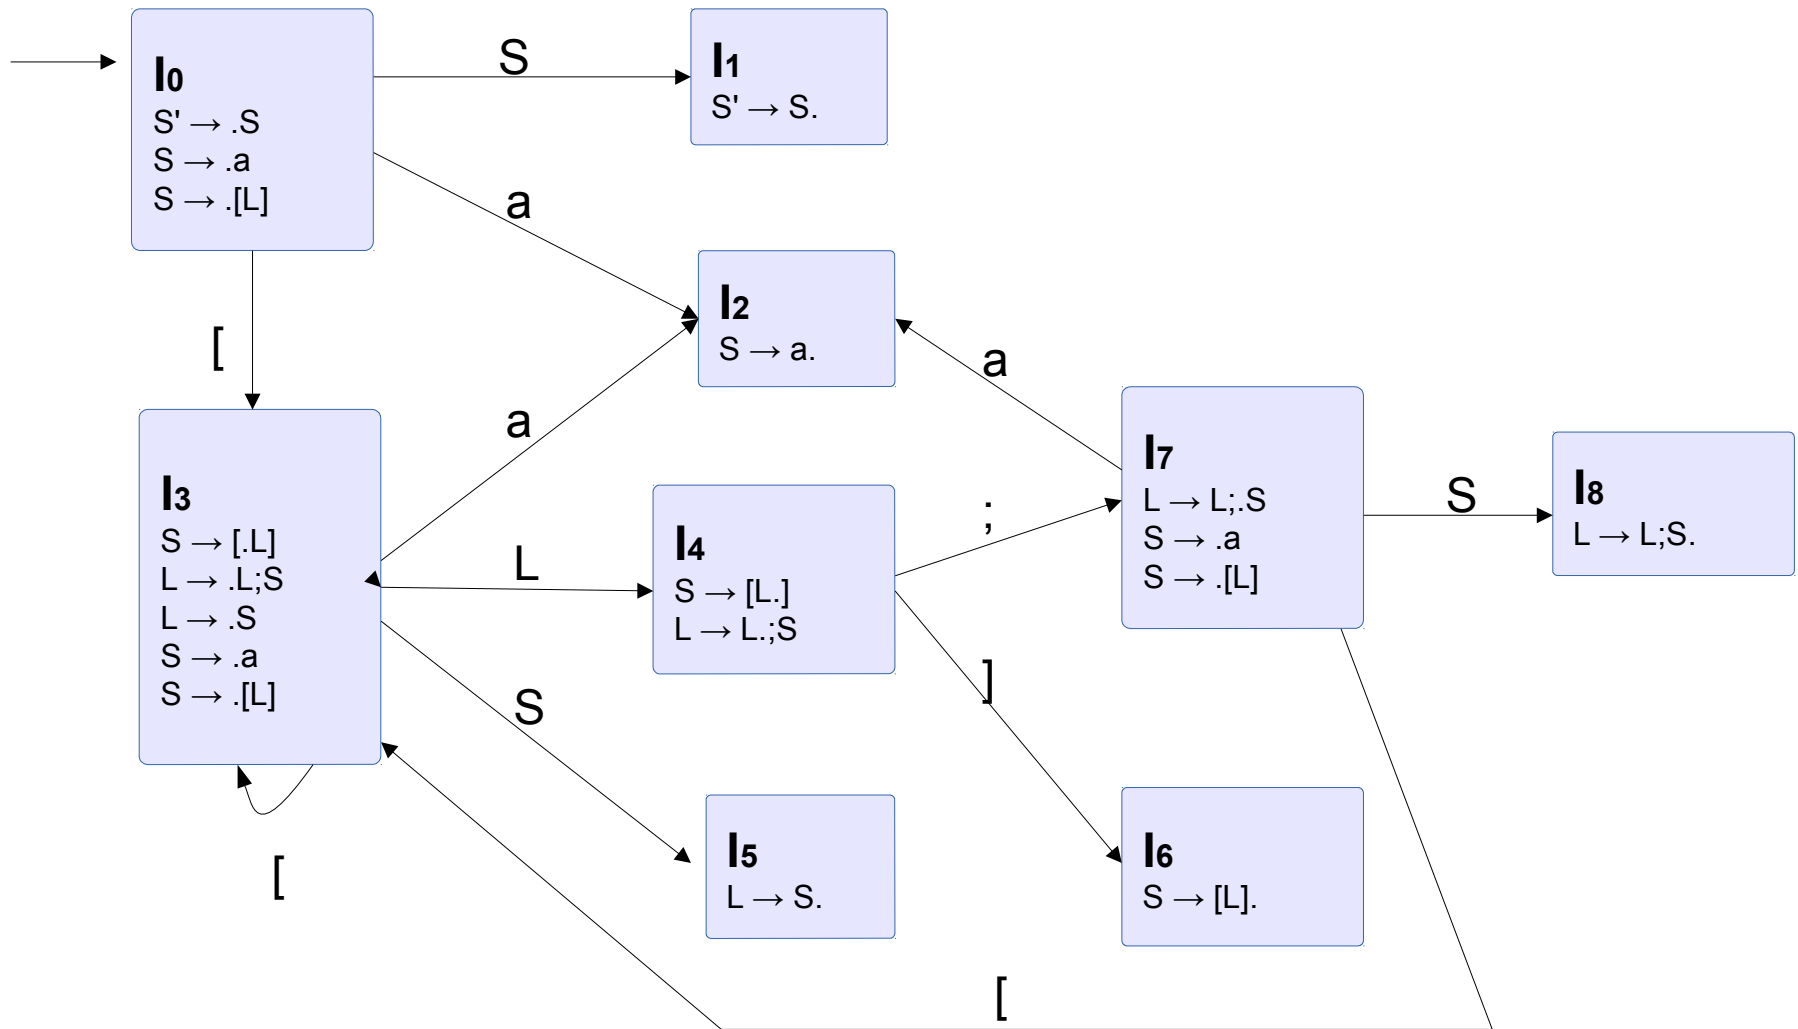 I0
S' → .S
S → .a
S → .[L]
S
I1
S' → S.
a
[
I2
S → a.
a
a
I3
S → [.L]
L → .L;S
L → .S
S → .a
S → .[L]
L
I4
S → [L.]
L → L.;S
;
I7
L → L;.S
S → .a
S → .[L]
S
I8
L → L;S.
]
S
[
I5
L → S.
I6
S → [L].
[